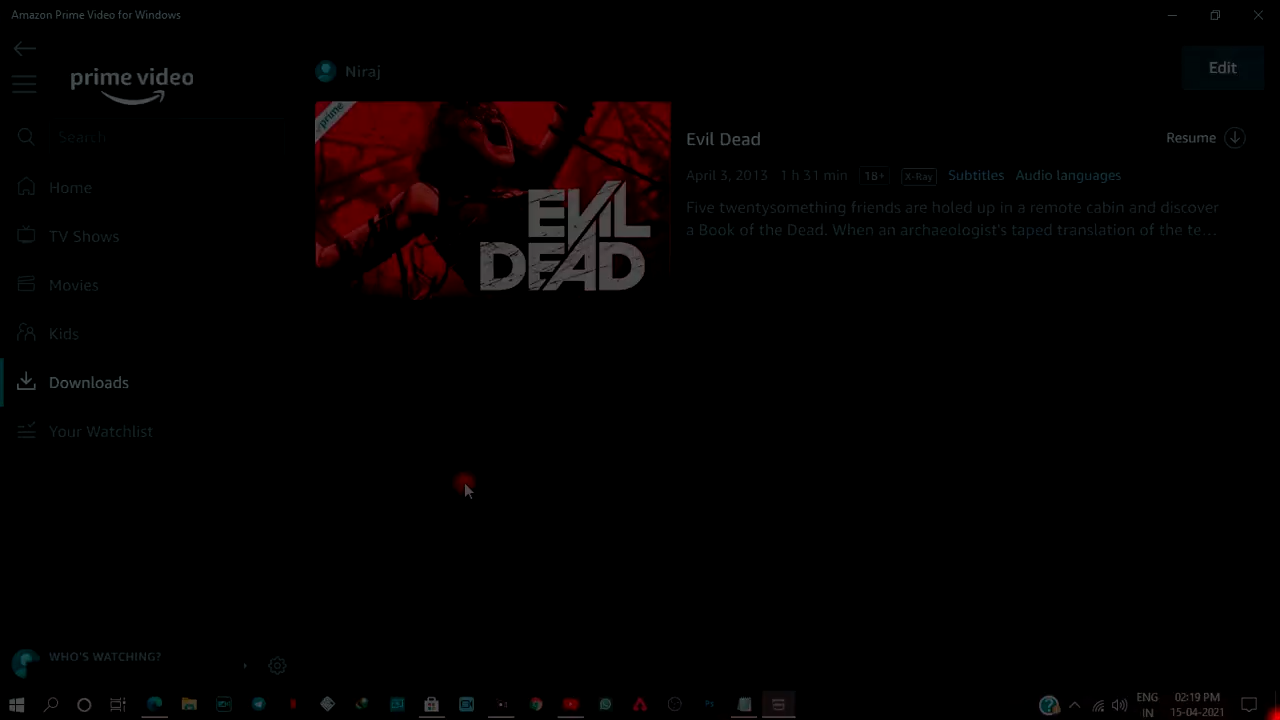 Amazon Prime Video for Windows
prime video
Niraj
Edit
Search
Home
TV Shows
Movies
Kids
Downloads
Your Watchlist
prime
EVIL
DEAD
Evil Dead
Resume
April 3, 2013 1 h 31 min 18+ X-Ray Subtitles Audio languages
Five twentysomething friends are holed up in a remote cabin and discover
a Book of the Dead. When an archaeologist's taped translation of the te...
WHO'S WATCHING?
ENG
IN
02:19 PM
15-04-2021